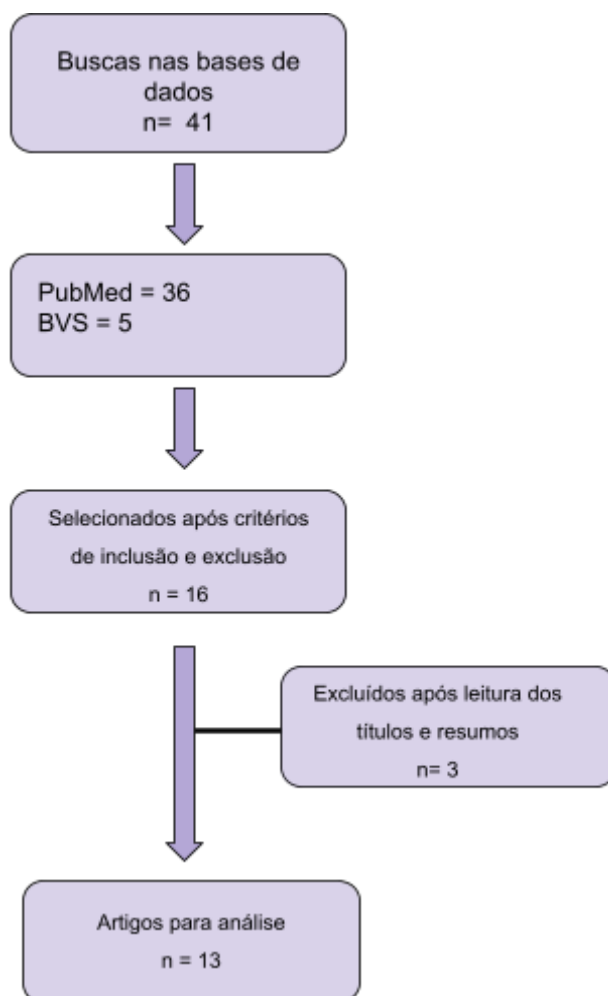 Buscas nas bases de
dados
n= 41
PubMed = 36
BVS = 5
Selecionados após critérios
de inclusão e exclusão
n = 16
Excluídos após leitura dos
títulos e resumos
n= 3
Artigos para análise
n = 13